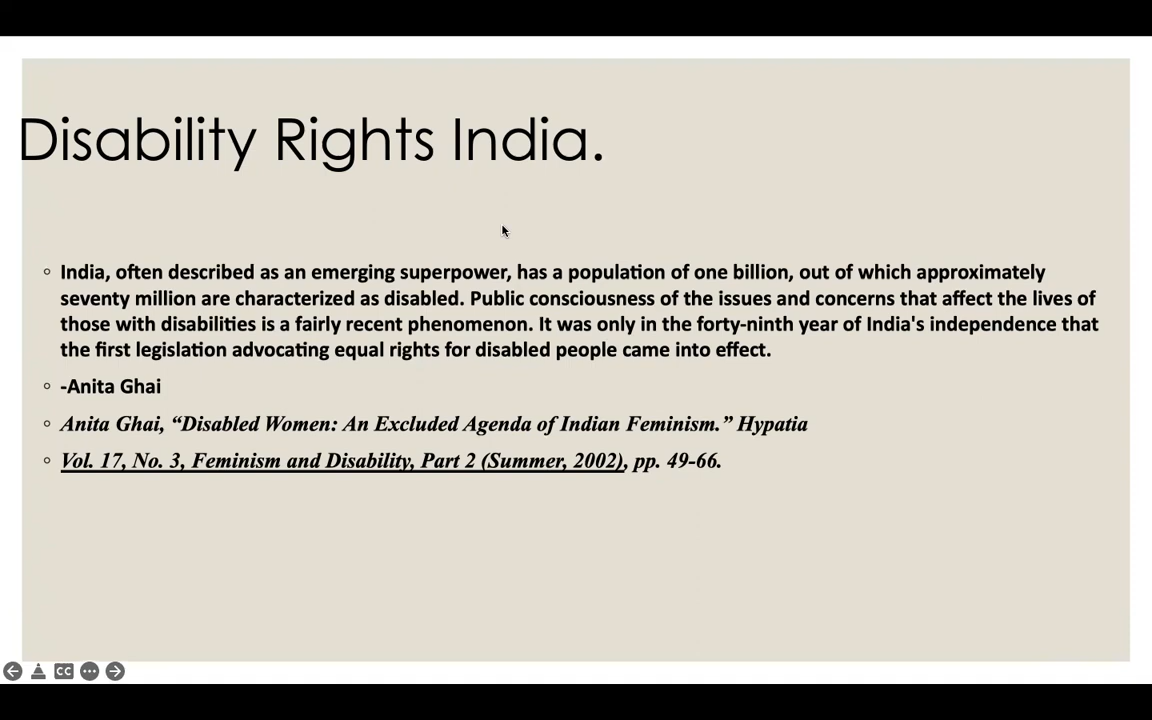 Disability Rights India.
India, often described as an emerging superpower, has a population of one billion, out of which approximately
seventy million are characterized as disabled. Public consciousness of the issues and concerns that affect the lives of
those with disabilities is a fairly recent phenomenon. It was only in the forty-ninth year of India's independence that
the first legislation advocating equal rights for disabled people came into effect.
-Anita Ghai
Anita Ghai, “Disabled Women: An Excluded Agenda of Indian Feminism.” Hypatia
Vol. 17, No. 3, Feminism and Disability, Part 2 (Summer, 2002), pp. 49-66.
CC